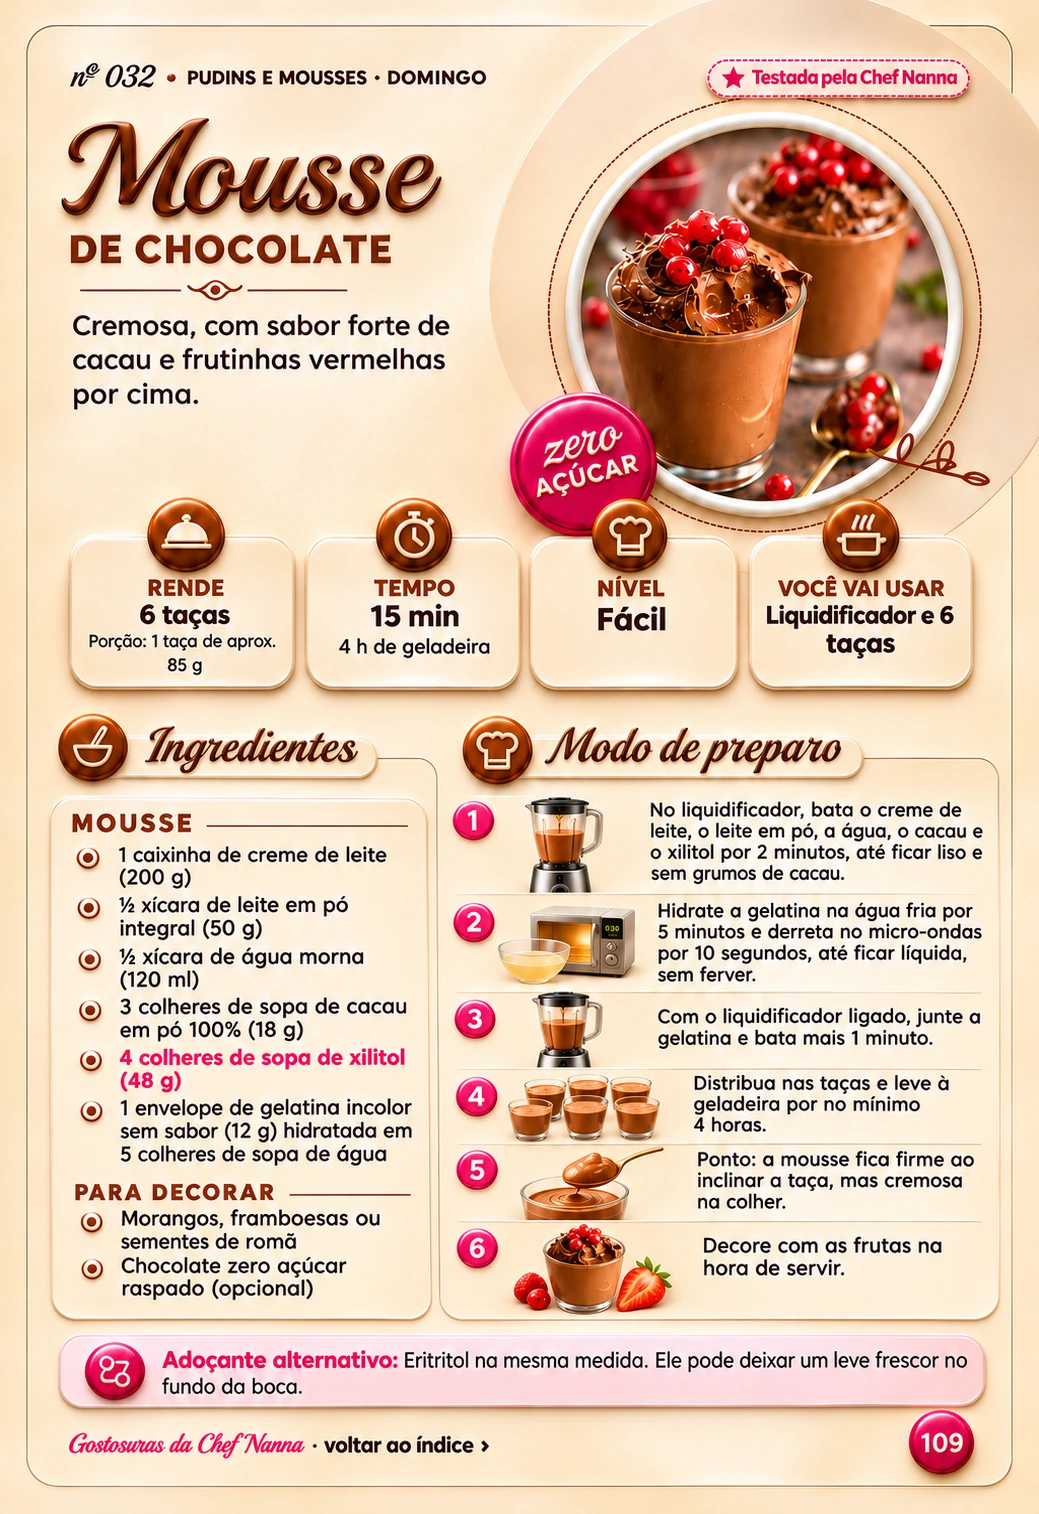 nº 032 • PUDINS E MOUSSES · DOMINGO
★ Testada pela Chef Nanna
Mousse
DE CHOCOLATE
Cremosa, com sabor forte de
cacau e frutinhas vermelhas
por cima.
zero
AÇÚCAR
RENDE
6 taças
Porção: 1 taça de aprox.
85 g
TEMPO
15 min
4 h de geladeira
NÍVEL
Fácil
VOCÊ VAI USAR
Liquidificador e 6
taças
Ingredientes
MOUSSE
1 caixinha de creme de leite
(200 g)
½ xícara de leite em pó
integral (50 g)
½ xícara de água morna
(120 ml)
3 colheres de sopa de cacau
em pó 100% (18 g)
4 colheres de sopa de xilitol
(48 g)
1 envelope de gelatina incolor
sem sabor (12 g) hidratada em
5 colheres de sopa de água
PARA DECORAR
Morangos, framboesas ou
sementes de romã
Chocolate zero açúcar
raspado (opcional)
Modo de preparo
1
No liquidificador, bata o creme de
leite, o leite em pó, a água, o cacau e
o xilitol por 2 minutos, até ficar liso e
sem grumos de cacau.
2
030
Hidrate a gelatina na água fria por
5 minutos e derreta no micro-ondas
por 10 segundos, até ficar líquida,
sem ferver.
3
Com o liquidificador ligado, junte a
gelatina e bata mais 1 minuto.
4
Distribua nas taças e leve à
geladeira por no mínimo
4 horas.
5
Ponto: a mousse fica firme ao
inclinar a taça, mas cremosa
na colher.
6
Decore com as frutas na
hora de servir.
Adoçante alternativo: Eritritol na mesma medida. Ele pode deixar um leve frescor no
fundo da boca.
Gostosuras da Chef Nanna · voltar ao índice ›
109